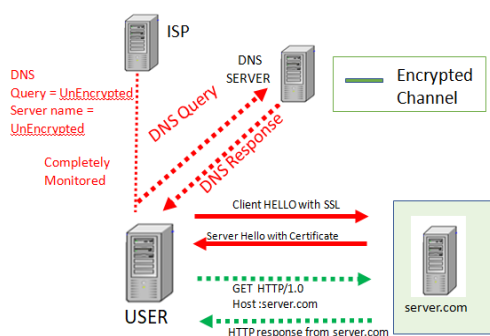 ISP
DNS
Query = UnEncrypted
Server name =
UnEncrypted
Completely
Monitored
DNS Query
DNS Response
DNS
SERVER
Encrypted
Channel
Client HELLO with SSL
Server Hello with Certificate
GET HTTP/1.0
Host :server.com
HTTP response from server.com
USER
server.com